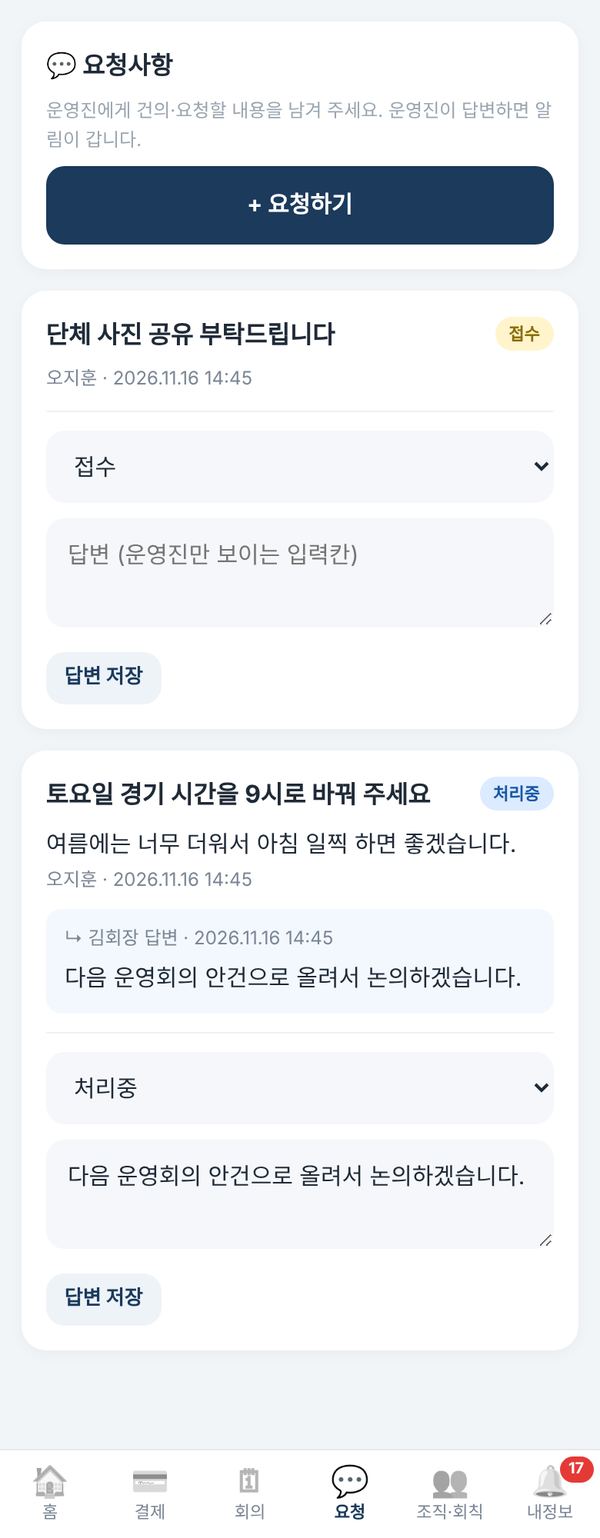 💬 요청사항
운영진에게 건의·요청할 내용을 남겨 주세요. 운영진이 답변하면 알
림이 갑니다.
+ 요청하기
단체 사진 공유 부탁드립니다
접수
오지훈 · 2026.11.16 14:45
접수
답변 (운영진만 보이는 입력칸)
답변 저장
토요일 경기 시간을 9시로 바꿔 주세요
처리중
여름에는 너무 더워서 아침 일찍 하면 좋겠습니다.
오지훈 · 2026.11.16 14:45
↳ 김회장 답변 · 2026.11.16 14:45
다음 운영회의 안건으로 올려서 논의하겠습니다.
처리중
다음 운영회의 안건으로 올려서 논의하겠습니다.
답변 저장
17
홈
결제
회의
요청
조직·회칙
내정보